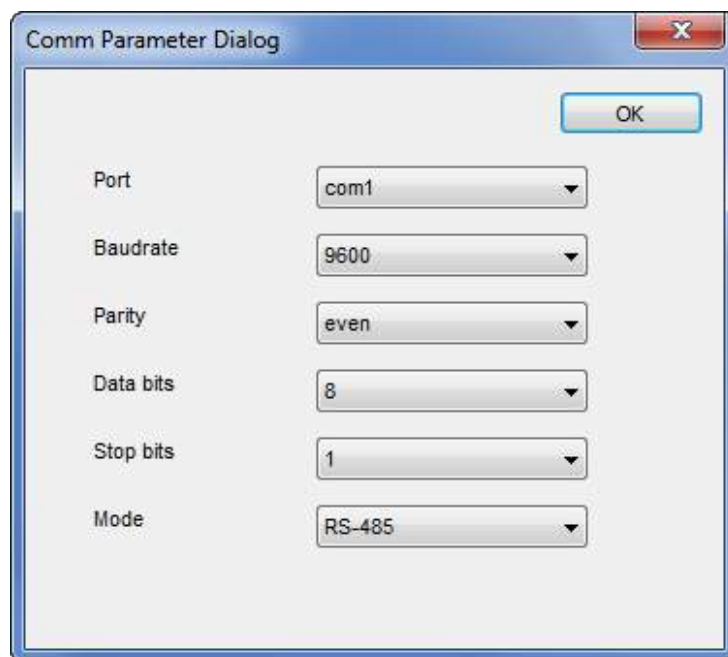 Comm Parameter Dialog
OK
Port com1
Baudrate 9600
Parity even
Data bits 8
Stop bits 1
Mode RS-485